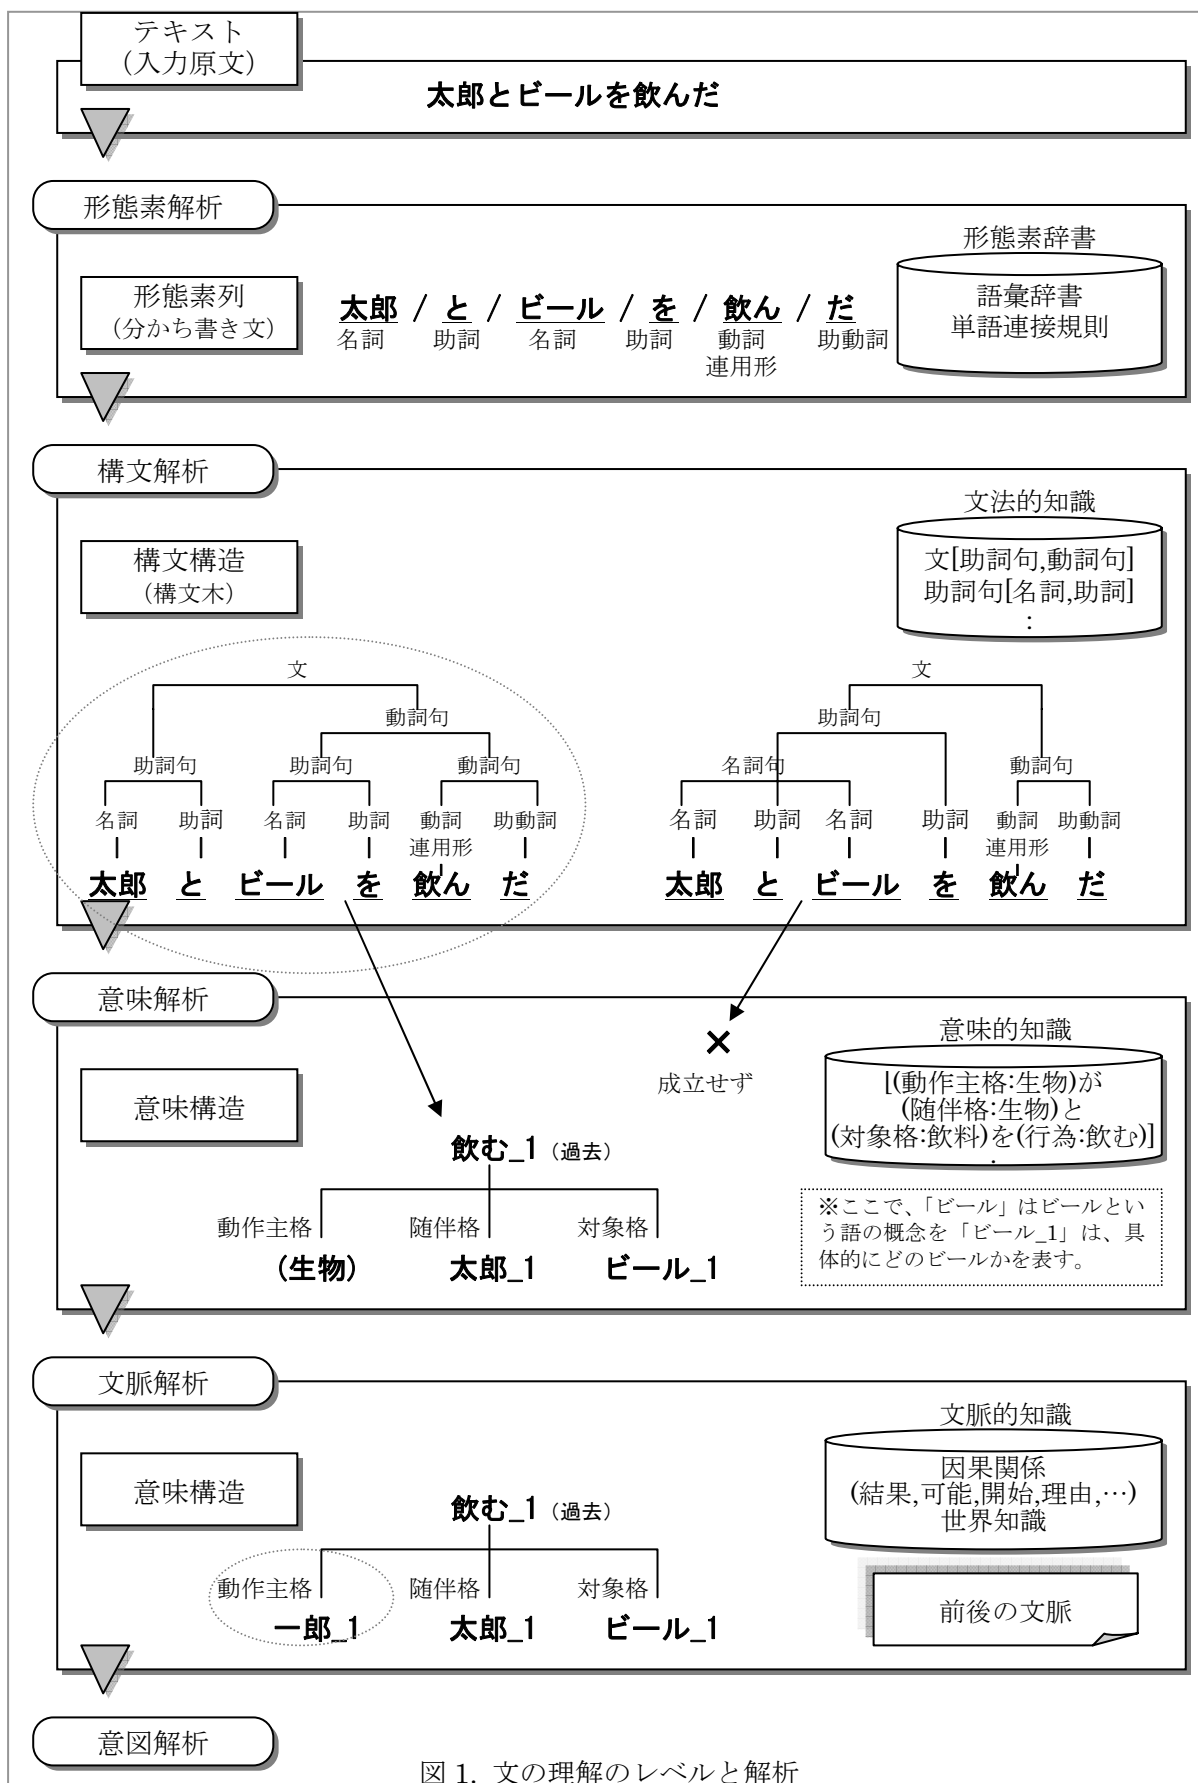 テキスト
(入力原文)
太郎とビールを飲んだ
形態素解析
形態素辞書
語彙辞書
単語連接規則
形態素列
(分かち書き文)
太郎 / と / ビール / を / 飲ん / だ
名詞 助詞 名詞 助詞 動詞 助動詞
連用形
構文解析
文法的知識
文[助詞句,動詞句]
助詞句[名詞,助詞]
:
構文構造
(構文木)
文
動詞句
助詞句 助詞句 動詞句
名詞 助詞 名詞 助詞 動詞 助動詞
連用形
太郎 と ビール を 飲ん だ
文
助詞句
名詞句 動詞句
名詞 助詞 名詞 助詞 動詞 助動詞
連用形
太郎 と ビール を 飲ん だ
意味解析
×
成立せず
意味的知識
[(動作主格:生物)が
(随伴格:生物)と
(対象格:飲料)を(行為:飲む)]
:
意味構造
飲む_1 (過去)
動作主格 随伴格 対象格
(生物) 太郎_1 ビール_1
※ここで、「ビール」はビールとい
う語の概念を「ビール_1」は、具
体的にどのビールかを表す。
文脈解析
文脈的知識
因果関係
(結果,可能,開始,理由,…)
世界知識
前後の文脈
意味構造
飲む_1 (過去)
動作主格 随伴格 対象格
一郎_1 太郎_1 ビール_1
意図解析
図 1. 文の理解のレベルと解析